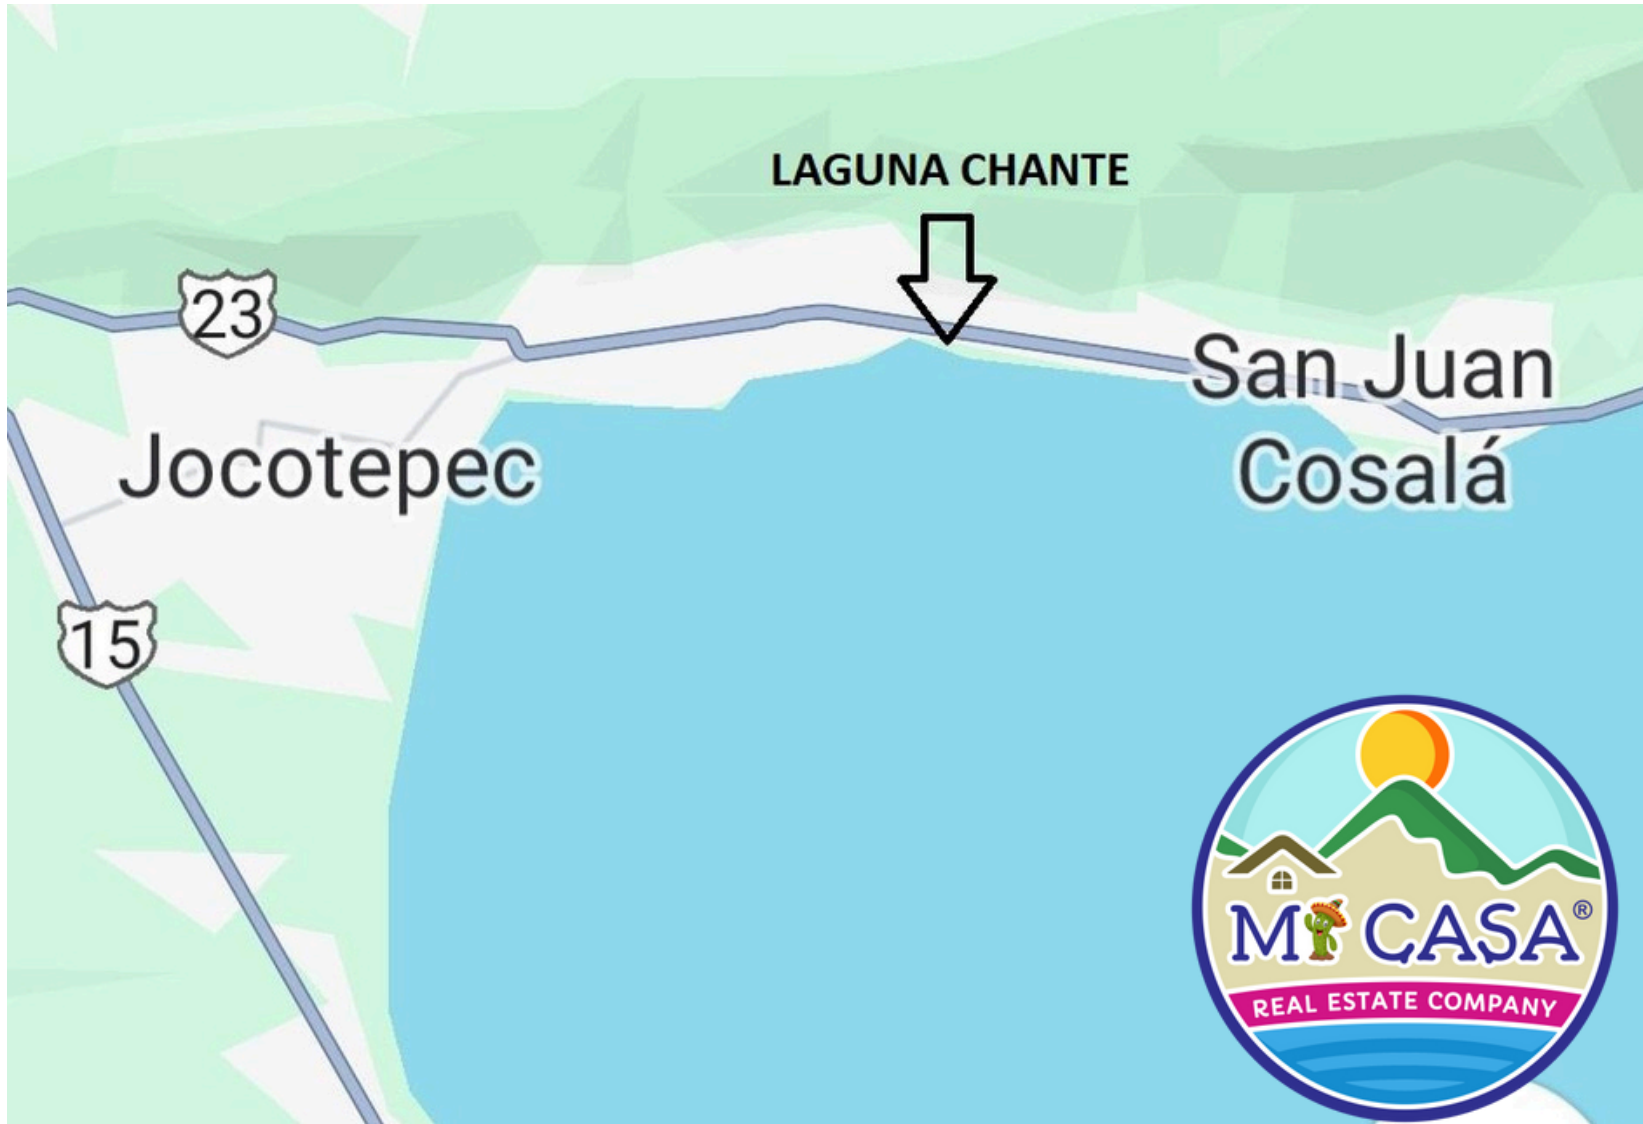 LAGUNA CHANTE
23
San Juan
Cosalá
Jocotepec
15
Mi CASA®
REAL ESTATE COMPANY